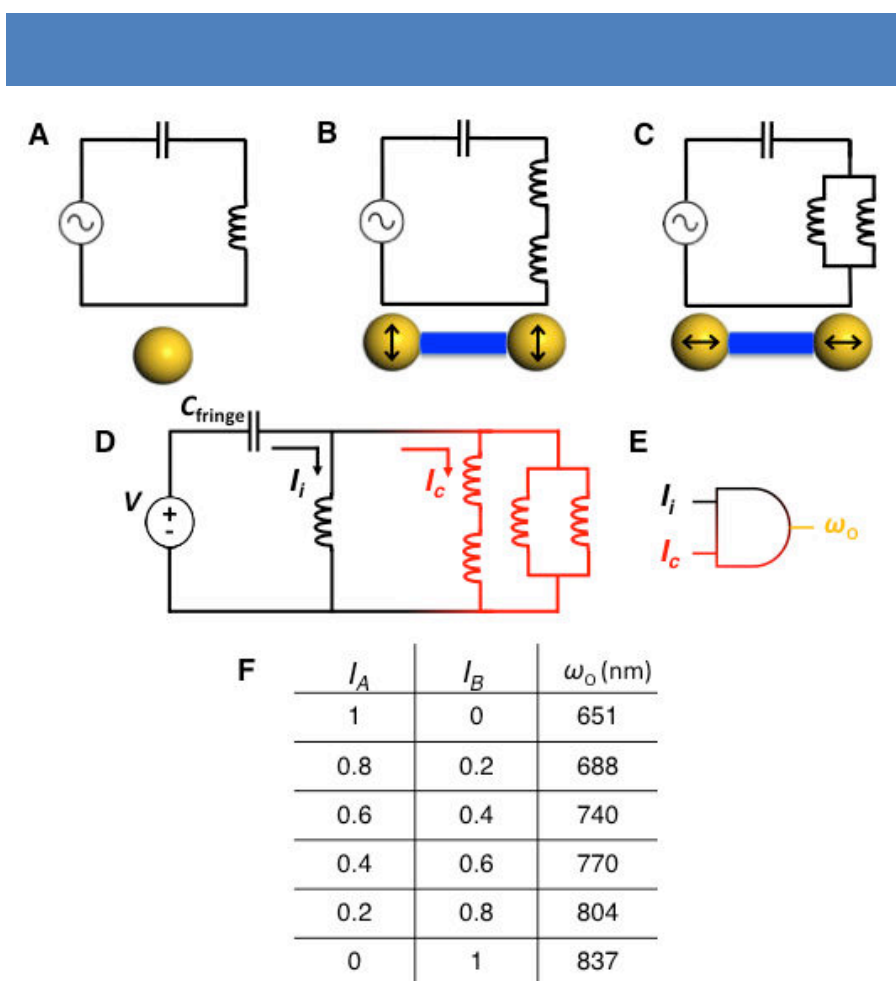 A
B
C
D
C_fringe
V
+
-
I_i
I_c
E
I_i
I_c
ω_o
F
I_A I_B ω_o (nm)
1 0 651
0.8 0.2 688
0.6 0.4 740
0.4 0.6 770
0.2 0.8 804
0 1 837